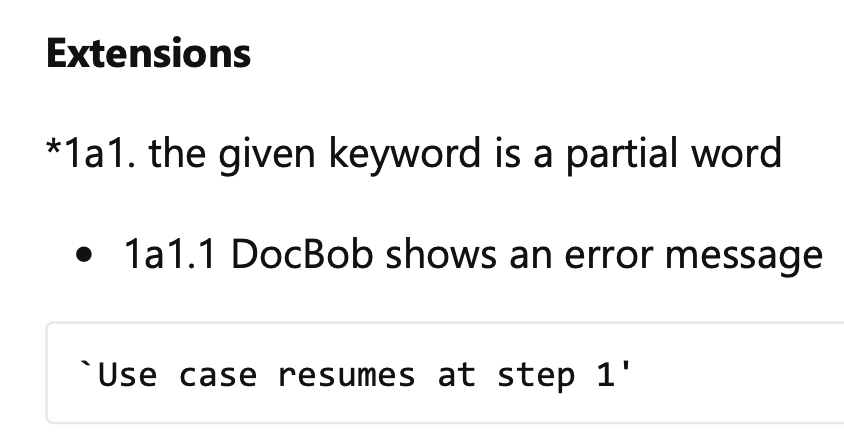 Extensions
*1a1. the given keyword is a partial word
• 1a1.1 DocBob shows an error message
`Use case resumes at step 1'